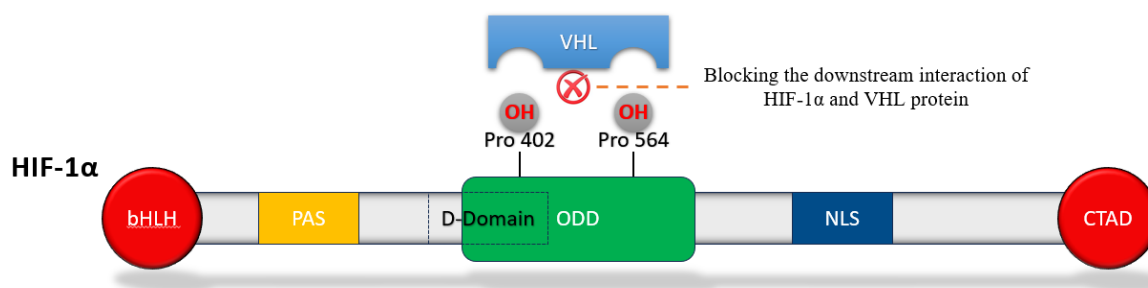 VHL
Blocking the downstream interaction of
HIF-1α and VHL protein
OH
OH
Pro 402
Pro 564
HIF-1α
bHLH
PAS
D-Domain
ODD
NLS
CTAD